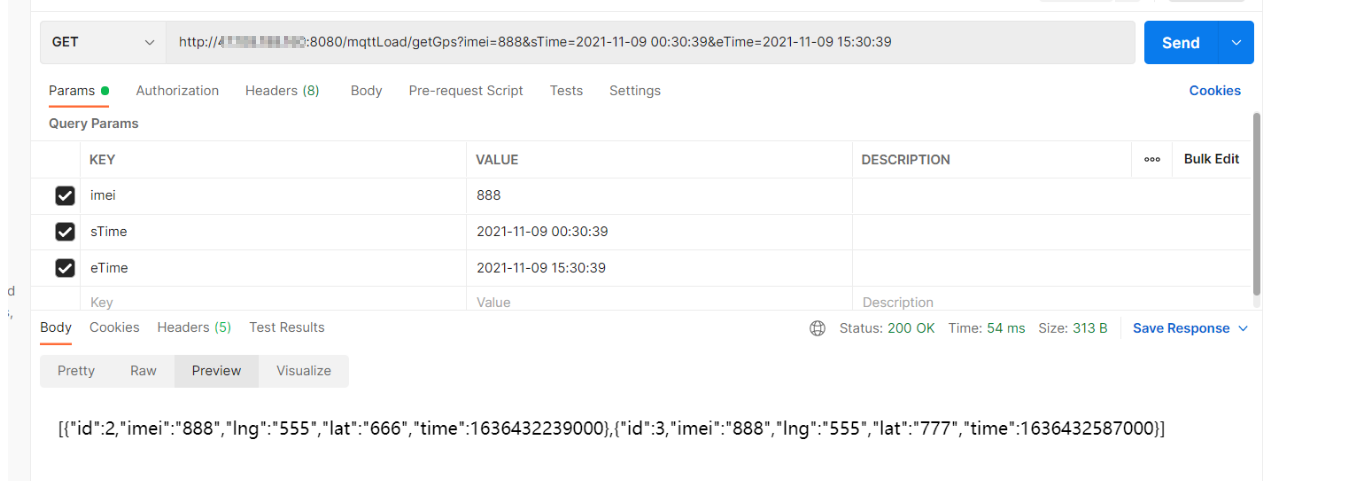 GET
http://:8080/mqttLoad/getGps?imei=888&sTime=2021-11-09 00:30:39&eTime=2021-11-09 15:30:39
Send
Params Authorization Headers (8) Body Pre-request Script Tests Settings Cookies
Query Params
KEY VALUE DESCRIPTION ooo Bulk Edit
imei 888
sTime 2021-11-09 00:30:39
eTime 2021-11-09 15:30:39
Key Value Description
d
s,
Body Cookies Headers (5) Test Results Status: 200 OK Time: 54 ms Size: 313 B Save Response
Pretty Raw Preview Visualize
[{"id":2,"imei":"888","lng":"555","lat":"666","time":1636432239000},{"id":3,"imei":"888","lng":"555","lat":"777","time":1636432587000}]